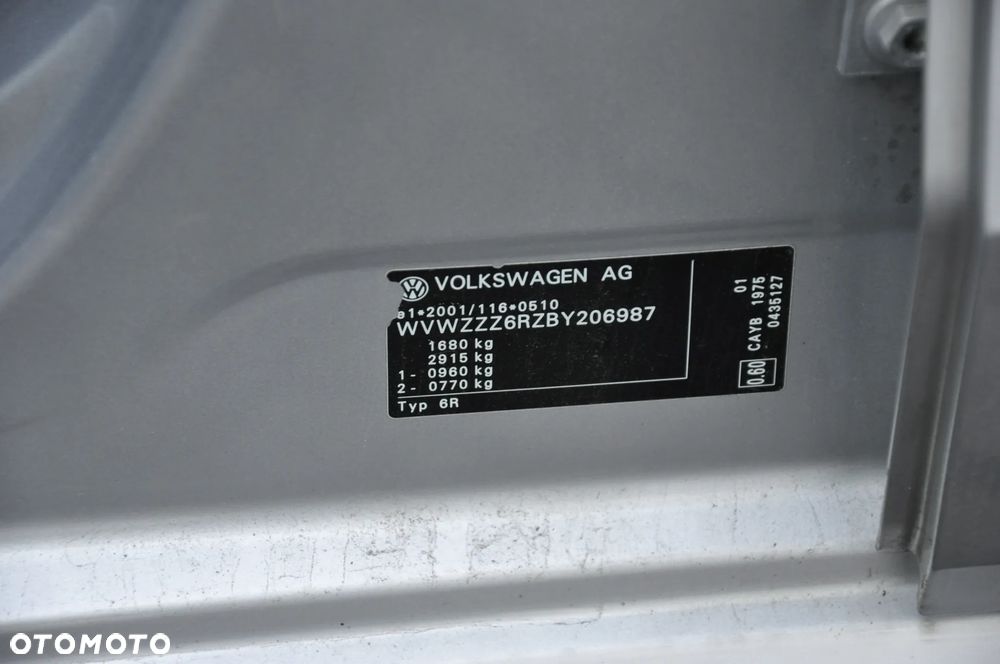 VOLKSWAGEN AG
e1*2001/116*0510
WVWZZZ6RZBY206987
1680 kg
2915 kg
1 - 0960 kg
2 - 0770 kg
Typ 6R
01
CAYB 1975
0435127
0.60
OTOMOTO